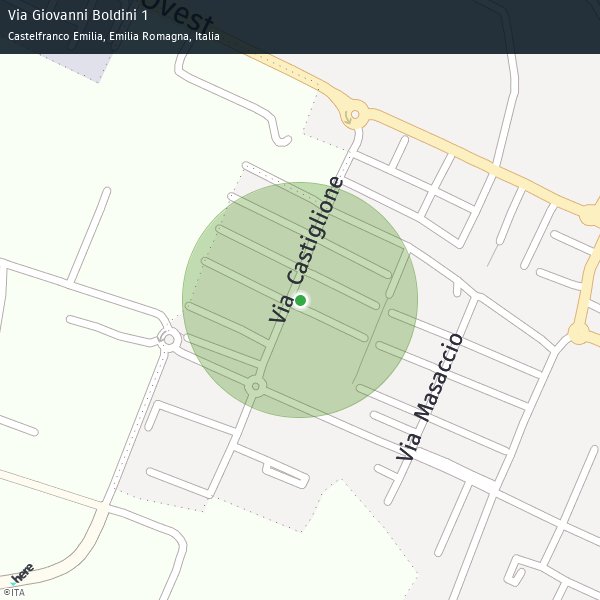 Via Giovanni Boldini 1
Castelfranco Emilia, Emilia Romagna, Italia
ovest
Via Castiglione
Via Masaccio
here
©ITA